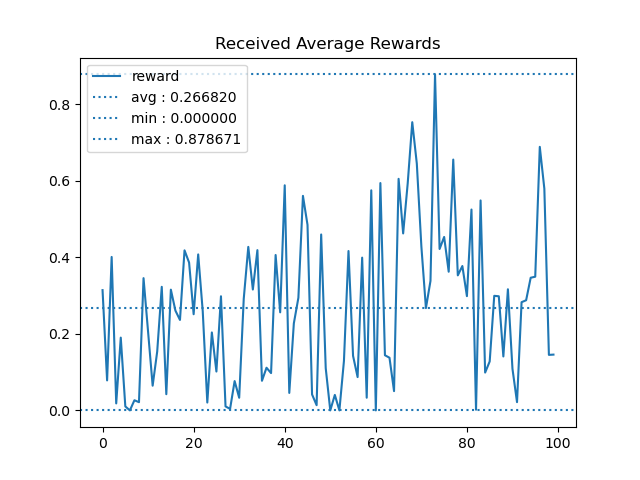 Received Average Rewards
reward
avg : 0.266820
min : 0.000000
max : 0.878671
0.8
0.6
0.4
0.2
0.0
0 20 40 60 80 100